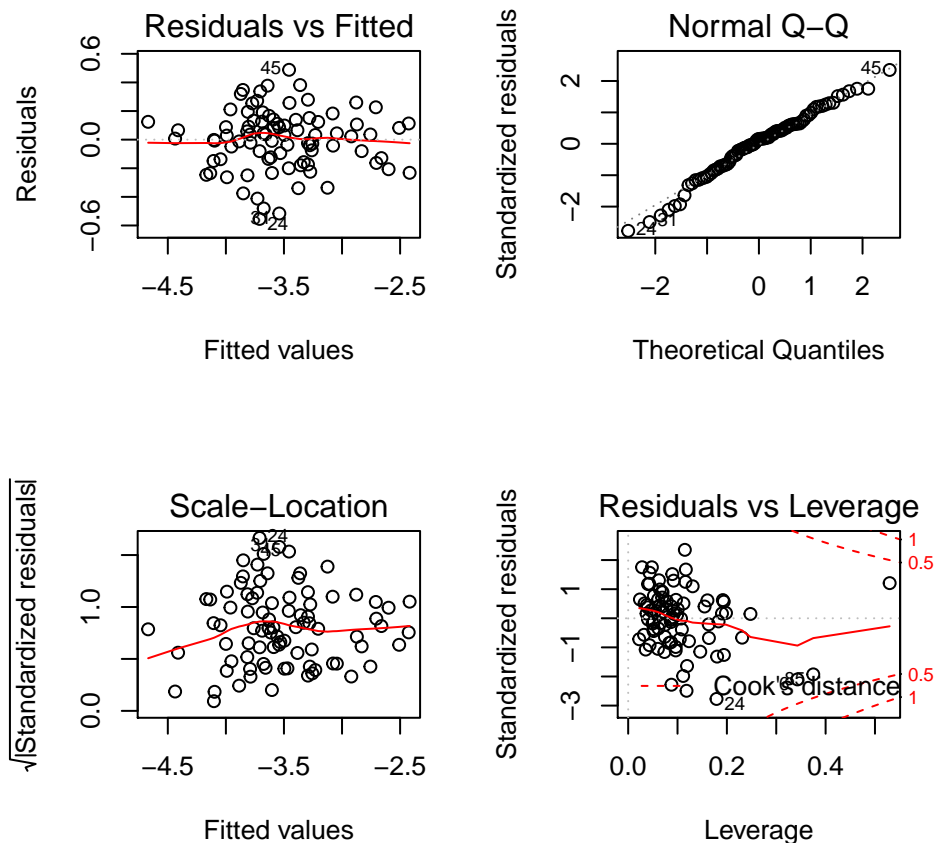 Residuals vs Fitted
Residuals
−0.6 0.0 0.6
45
31
24
−4.5 −3.5 −2.5
Fitted values
Normal Q−Q
Standardized residuals
−2 0 2
45
31
24
−2 0 1 2
Theoretical Quantiles
Scale−Location
√|Standardized residuals|
0.0 1.0
24
31
45
−4.5 −3.5 −2.5
Fitted values
Residuals vs Leverage
Standardized residuals
−3 −1 1
1
0.5
0.5
1
Cook's distance
24
0.0 0.2 0.4
Leverage